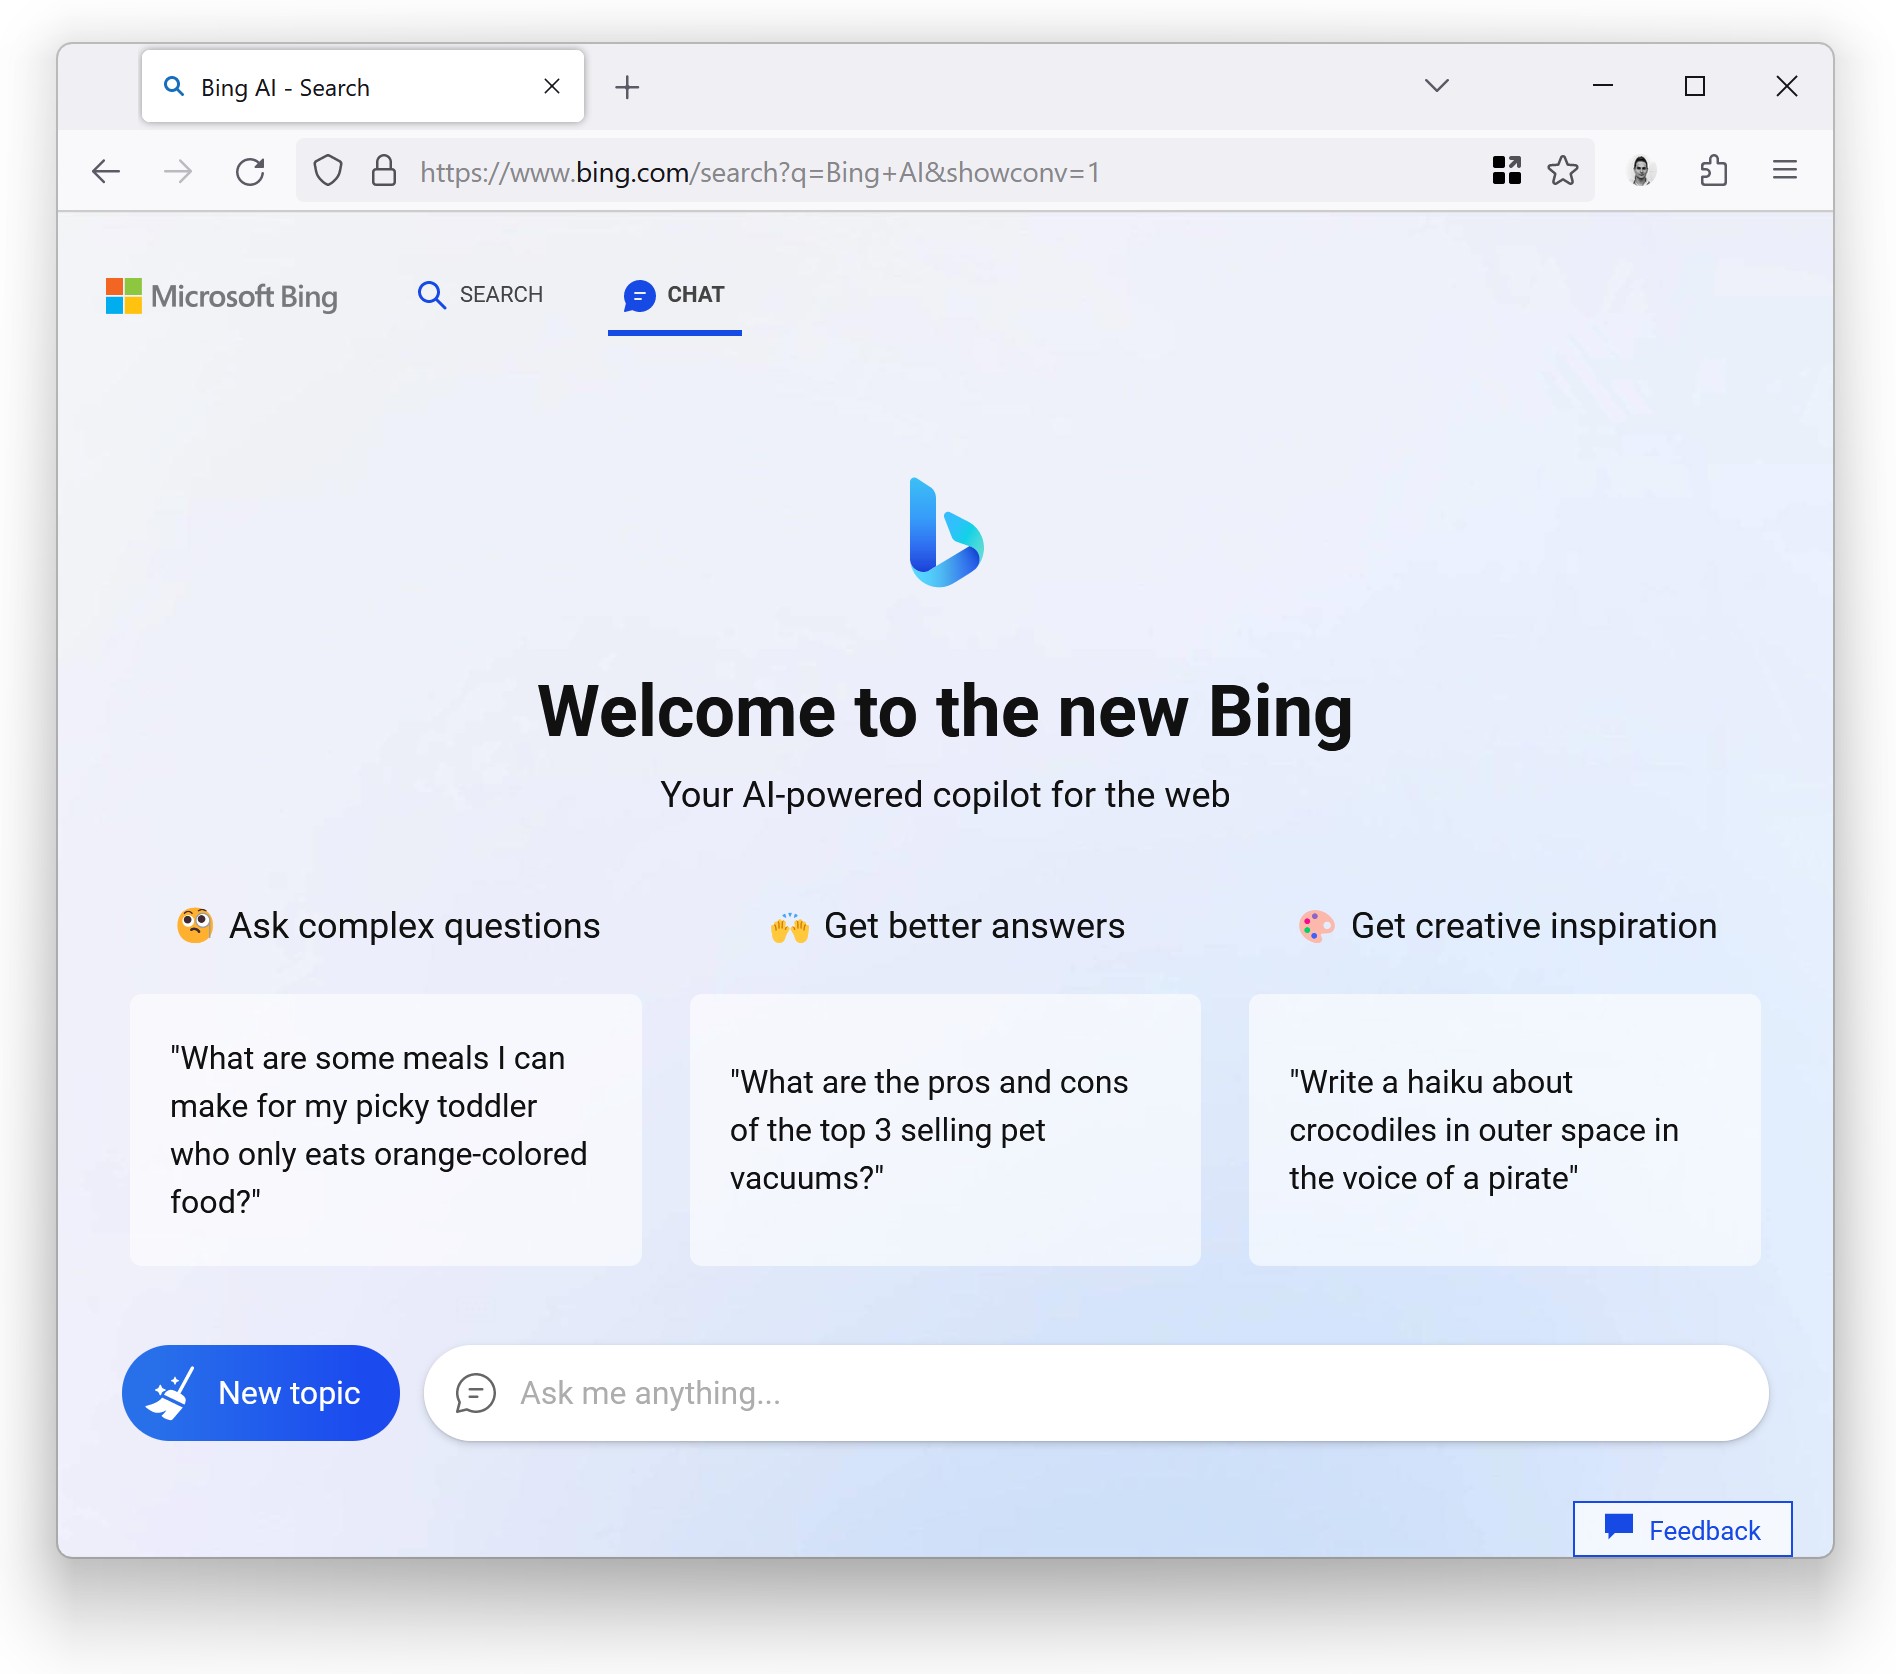 Bing AI - Search
https://www.bing.com/search?q=Bing+AI&showconv=1
Microsoft Bing
SEARCH
CHAT
Welcome to the new Bing
Your AI-powered copilot for the web
Ask complex questions
"What are some meals I can
make for my picky toddler
who only eats orange-colored
food?"
Get better answers
"What are the pros and cons
of the top 3 selling pet
vacuums?"
Get creative inspiration
"Write a haiku about
crocodiles in outer space in
the voice of a pirate"
New topic
Ask me anything...
Feedback